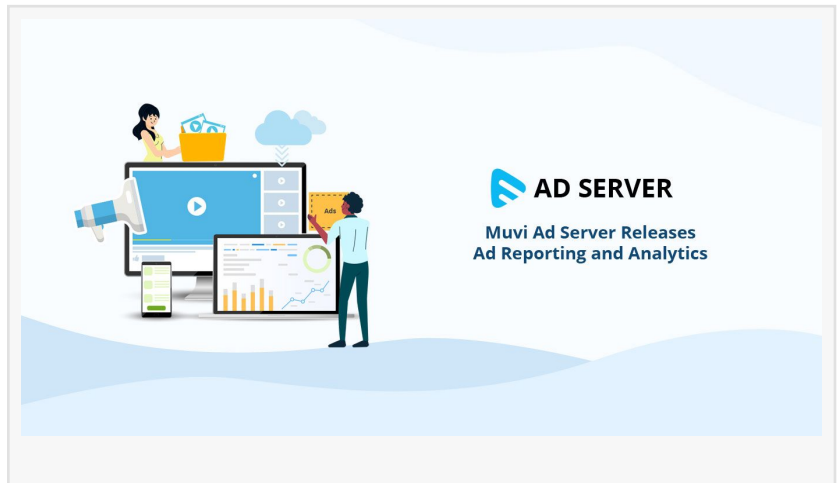 Ads
AD SERVER
Muvi Ad Server Releases
Ad Reporting and Analytics